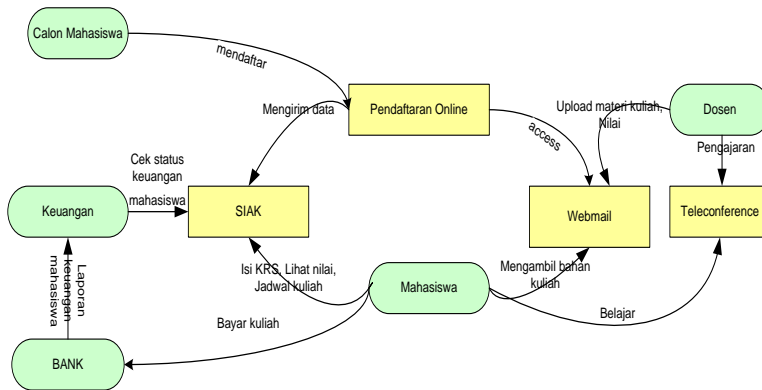 Calon Mahasiswa
mendaftar
Mengirim data
Pendaftaran Online
access
Upload materi kuliah,
Nilai
Dosen
Pengajaran
Cek status
keuangan
mahasiswa
Keuangan
SIAK
Webmail
Teleconference
Laporan
keuangan
mahasiswa
Isi KRS, Lihat nilai,
Jadwal kuliah
Mahasiswa
Mengambil bahan
kuliah
Bayar kuliah
Belajar
BANK